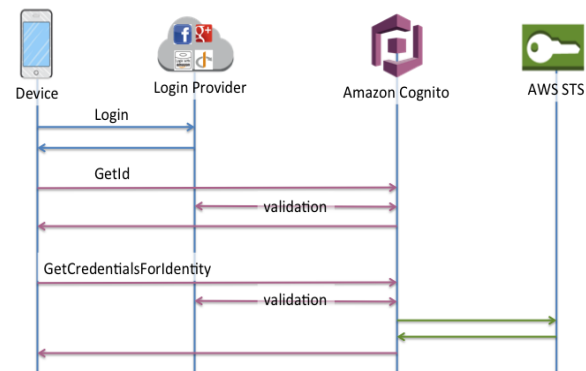 Device
Login Provider
Amazon Cognito
AWS STS
Login
GetId
validation
GetCredentialsForIdentity
validation